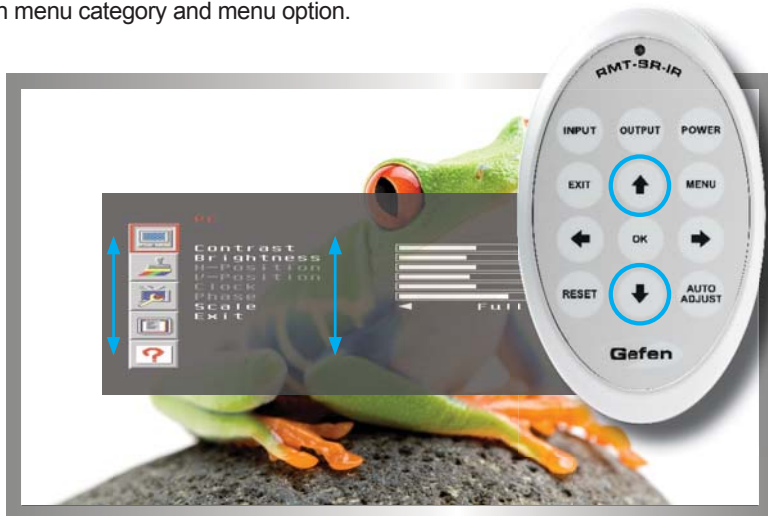 menu category and menu option.
RMT-SR-IR
INPUT OUTPUT POWER
EXIT MENU
OK
RESET AUTO ADJUST
Gefen
PC
Contrast
Brightness
H-Position
V-Position
Clock
Phase
Scale Full
Exit
?